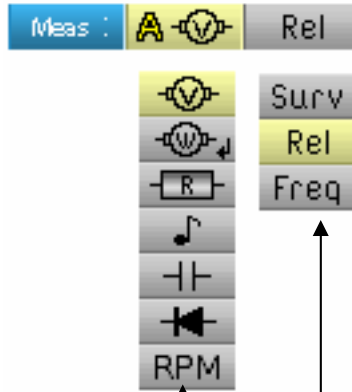 Meas : A V Rel
V Surv
W Rel
R Freq
RPM